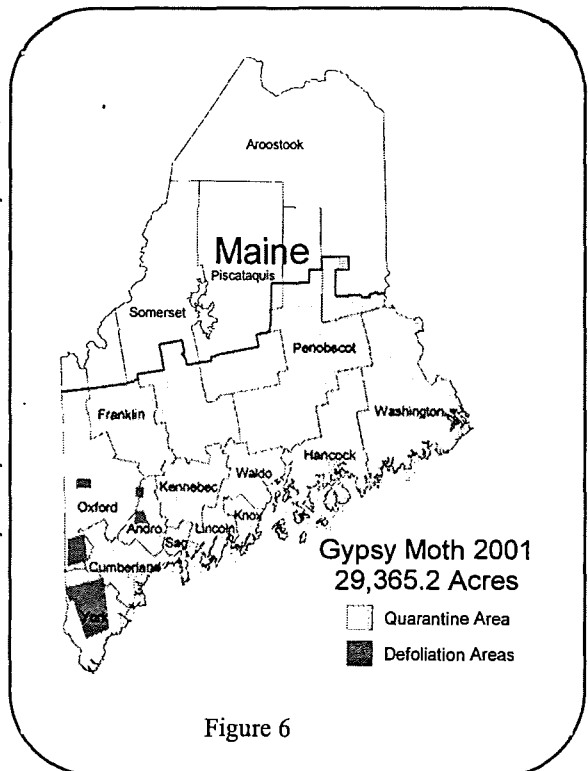 Aroostook
Maine
Piscataquis
Somerset
Penobscot
Franklin
Washington
Hancock
Waldo
Kennebec
Oxford
Knox
Andro
Lincoln
Sag
Cumberland
York
Gypsy Moth 2001
29,365.2 Acres
Quarantine Area
Defoliation Areas
Figure 6